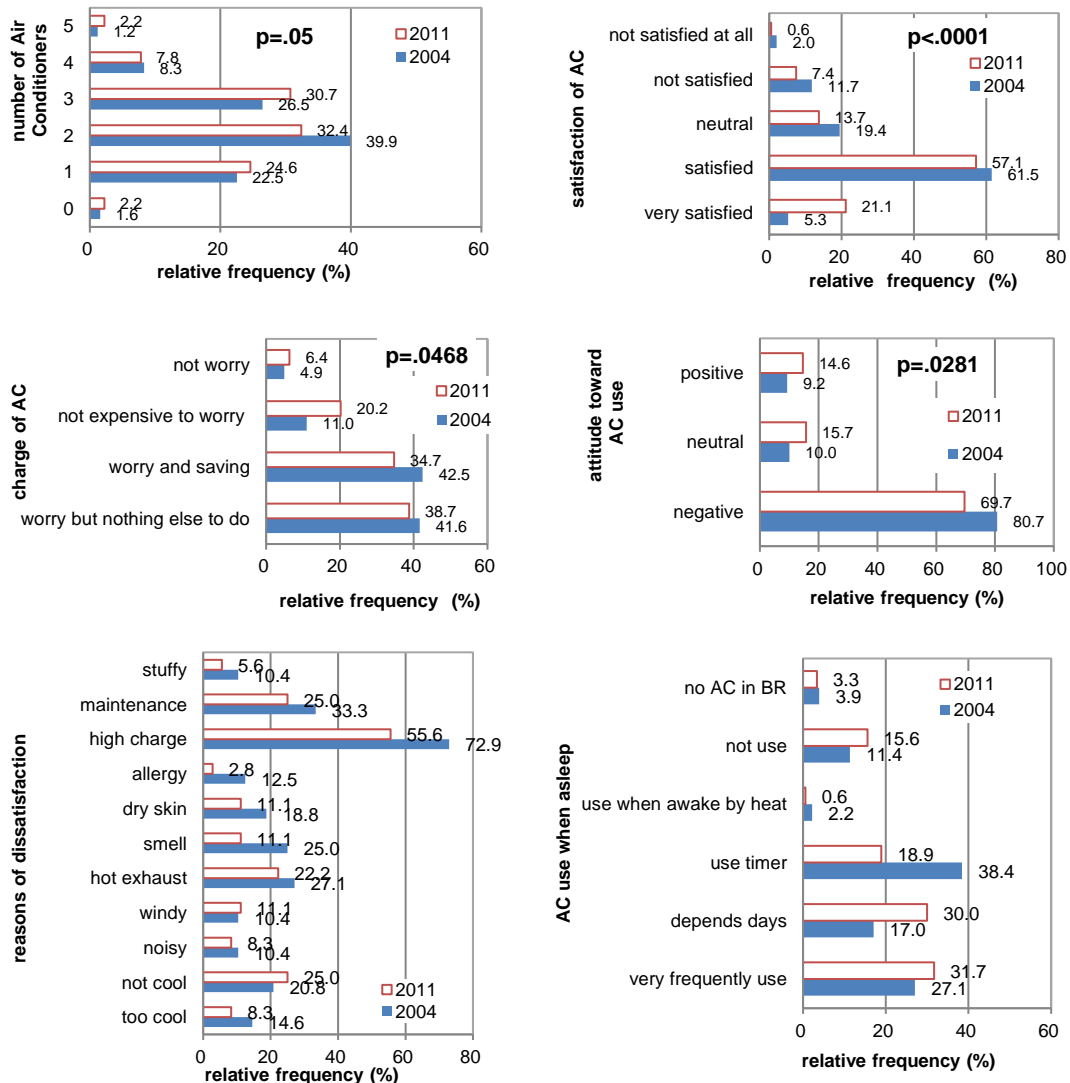 number of Air
Conditioners
5
4
3
2
1
0
2.2
1.2
7.8
8.3
30.7
26.5
32.4
39.9
24.6
22.5
2.2
1.6
p=.05
2011
2004
0
20
40
60
relative frequency (%)
satisfaction of AC
not satisfied at all
not satisfied
neutral
satisfied
very satisfied
0.6
2.0
7.4
11.7
13.7
19.4
57.1
61.5
21.1
5.3
p<.0001
2011
2004
0
20
40
60
80
relative frequency (%)
charge of AC
not worry
not expensive to worry
worry and saving
worry but nothing else to do
6.4
4.9
20.2
11.0
34.7
42.5
38.7
41.6
p=.0468
2011
2004
0
20
40
60
relative frequency (%)
attitude toward
AC use
positive
neutral
negative
14.6
9.2
15.7
10.0
69.7
80.7
p=.0281
2011
2004
0
20
40
60
80
100
relative frequency (%)
reasons of dissatisfaction
stuffy
maintenance
high charge
allergy
dry skin
smell
hot exhaust
windy
noisy
not cool
too cool
5.6
10.4
25.0
33.3
55.6
72.9
2.8
12.5
11.1
18.8
11.1
25.0
22.2
27.1
11.1
10.4
8.3
10.4
25.0
20.8
8.3
14.6
2011
2004
0
20
40
60
80
relative frequency (%)
AC use when asleep
no AC in BR
not use
use when awake by heat
use timer
depends days
very frequently use
3.3
3.9
15.6
11.4
0.6
2.2
18.9
38.4
30.0
17.0
31.7
27.1
2011
2004
0
20
40
60
relative frequency (%)